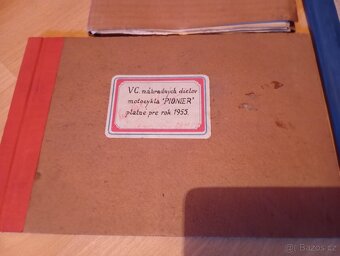 VC. náhradných dielov
motocykla "PIONIER"
platné pre rok 1955.
© Bazos.cz